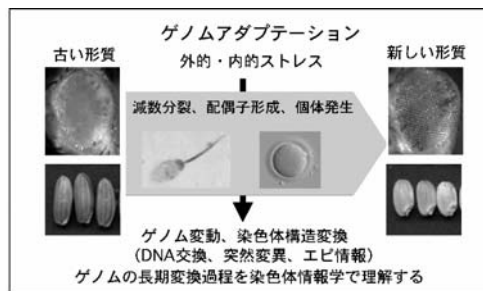 ゲノムアダプテーション
古い形質
外的・内的ストレス
新しい形質
減数分裂、配偶子形成、個体発生
ゲノム変動、染色体構造変換
(DNA交換、突然変異、エピ情報)
ゲノムの長期変換過程を染色体情報学で理解する